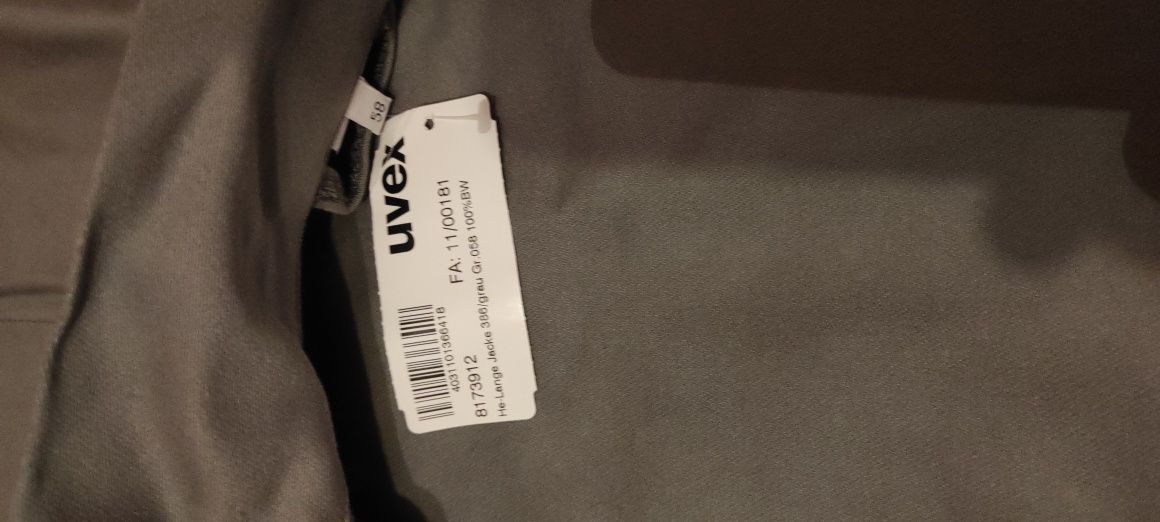 58
uvex
FA: 11/00181
4031101366418
8173912
He-Lange Jacke 386/grau Gr.058 100%BW